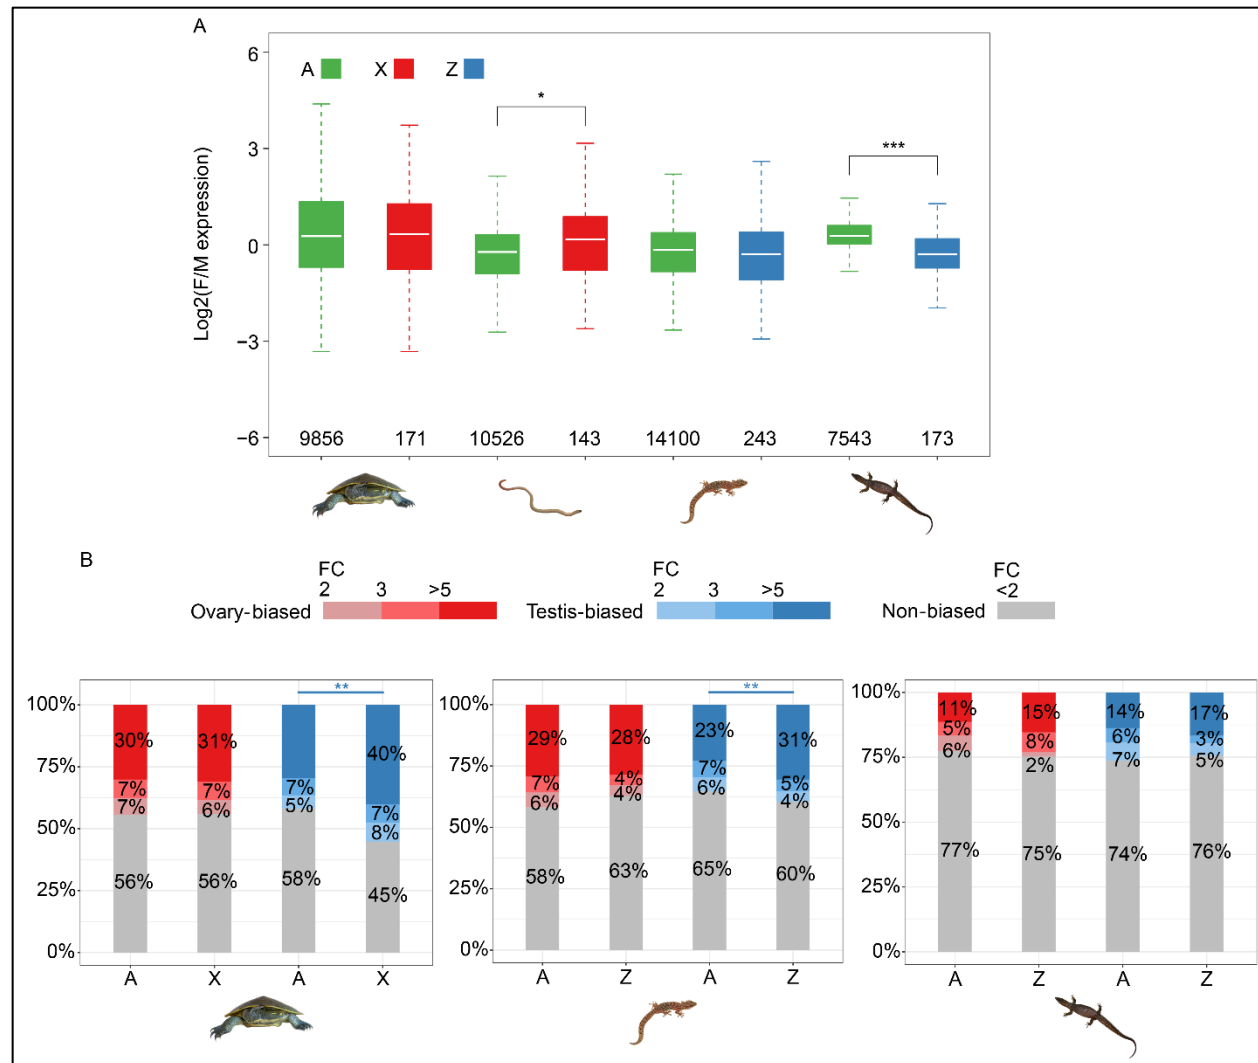 A
6
A X Z
*
3
***
0
Log2(F/M expression)
−3
−6
9856 171 10526 143 14100 243 7543 173
B
FC FC FC
2 3 >5 2 3 >5 <2
Ovary-biased Testis-biased Non-biased
** **
100% 100% 100%
30% 31% 40% 29% 28% 23% 31% 11% 15% 14% 17%
75% 75% 75%
7% 7% 7% 7% 7% 4% 7% 5% 5% 8% 6% 3%
7% 6% 5% 8% 6% 4% 6% 4% 6% 2% 7% 5%
50% 50% 50%
56% 56% 58% 45% 58% 63% 65% 60% 77% 75% 74% 76%
25% 25% 25%
0% 0% 0%
A X A X A Z A Z A Z A Z